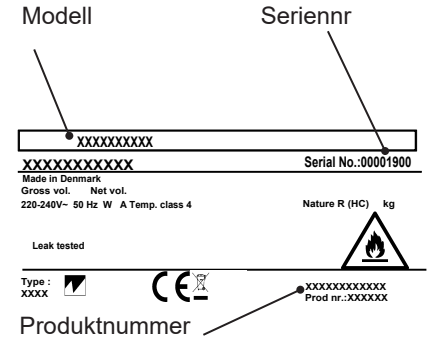 Modell Seriennr
XXXXXXXXXX
XXXXXXXXXXX Serial No.:00001900
Made in Denmark
Gross vol. Net vol.
220-240V~ 50 Hz W A Temp. class 4 Nature R (HC) kg
Leak tested
Type :
XXXX
CE
XXXXXXXXXXXX
Prod nr.:XXXXXX
Produktnummer